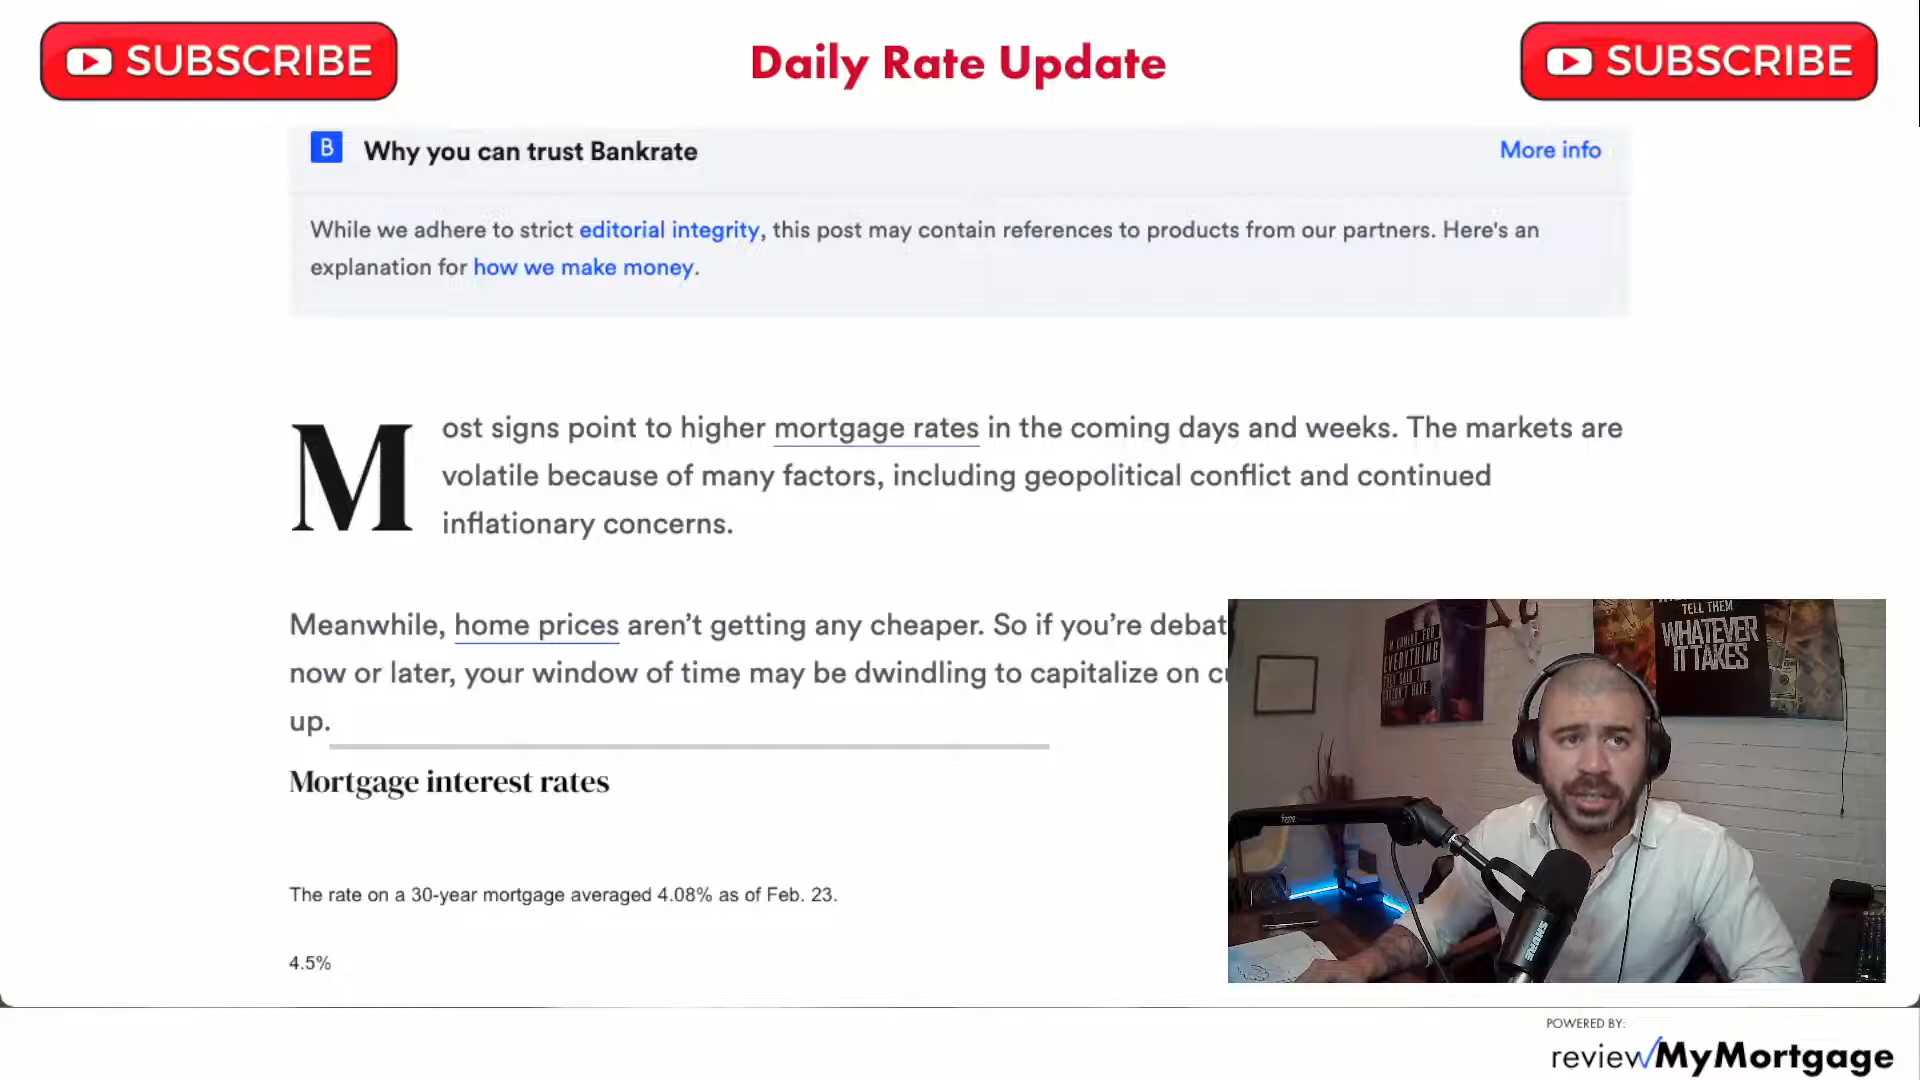 SUBSCRIBE
Daily Rate Update
SUBSCRIBE
B Why you can trust Bankrate
More info
While we adhere to strict editorial integrity, this post may contain references to products from our partners. Here's an
explanation for how we make money.
Most signs point to higher mortgage rates in the coming days and weeks. The markets are
volatile because of many factors, including geopolitical conflict and continued
inflationary concerns.
Meanwhile, home prices aren't getting any cheaper. So if you're debat
now or later, your window of time may be dwindling to capitalize on cu
up.
Mortgage interest rates
The rate on a 30-year mortgage averaged 4.08% as of Feb. 23.
4.5%
TELL THEM
WHATEVER
IT TAKES
EVERYTHING
SHURE
POWERED BY:
review/MyMortgage